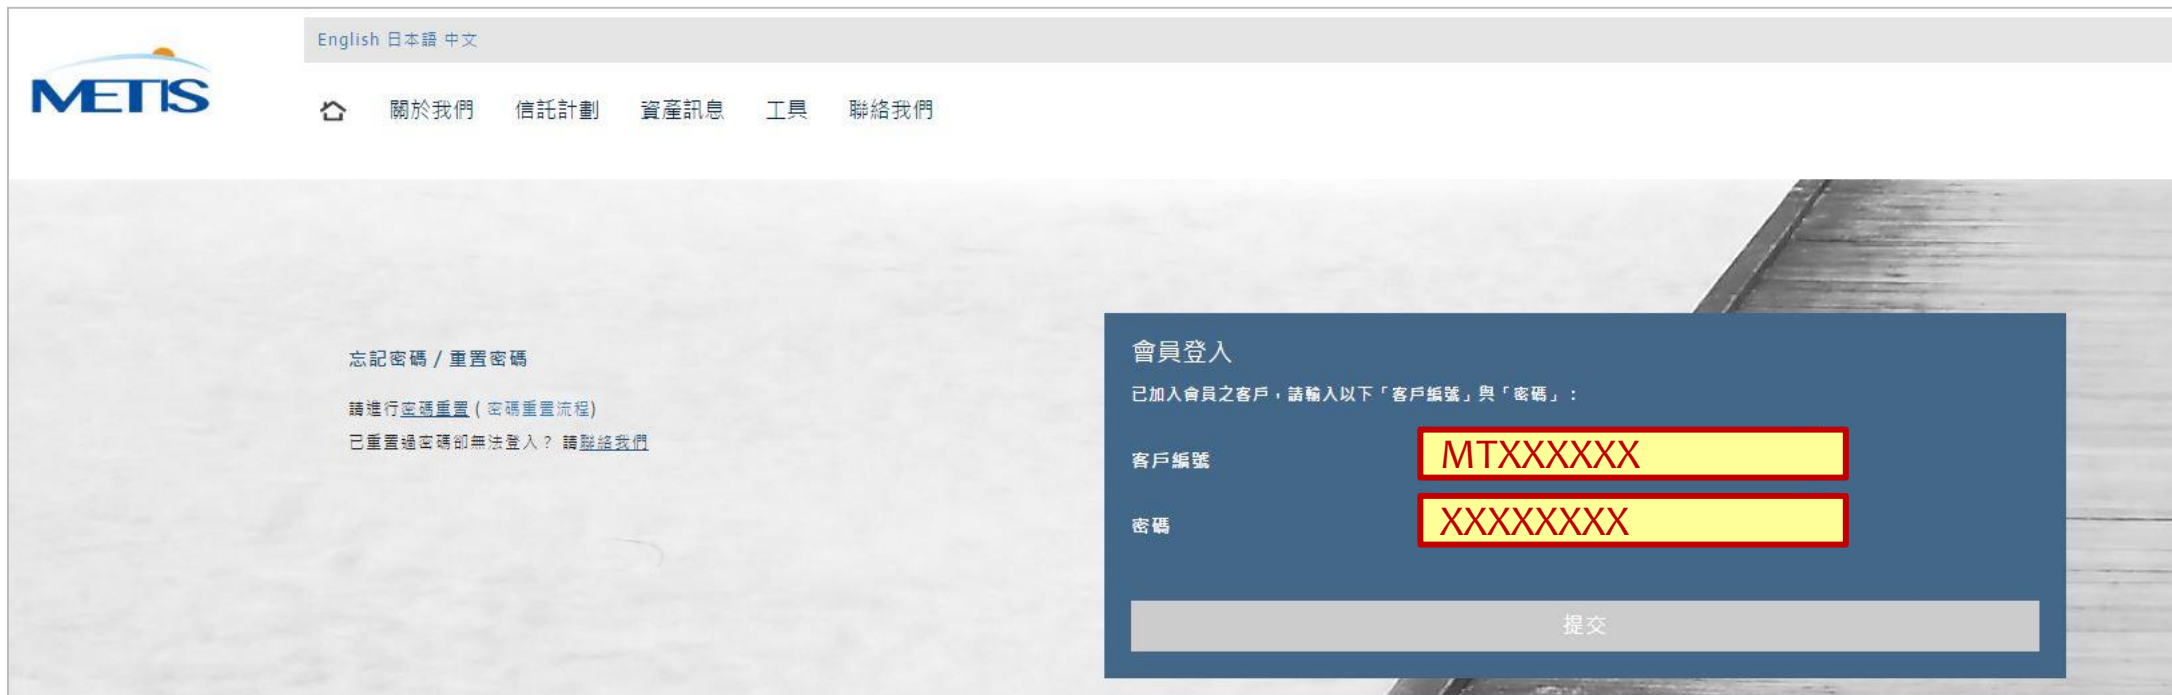 English 日本語 中文
METIS
關於我們 信託計劃 資產訊息 工具 聯絡我們
忘記密碼 / 重置密碼
請進行密碼重置 ( 密碼重置流程)
已重置過密碼卻無法登入？ 請聯絡我們
會員登入
已加入會員之客戶，請輸入以下「客戶編號」與「密碼」：
客戶編號 MTXXXXXX
密碼 XXXXXXXX
提交